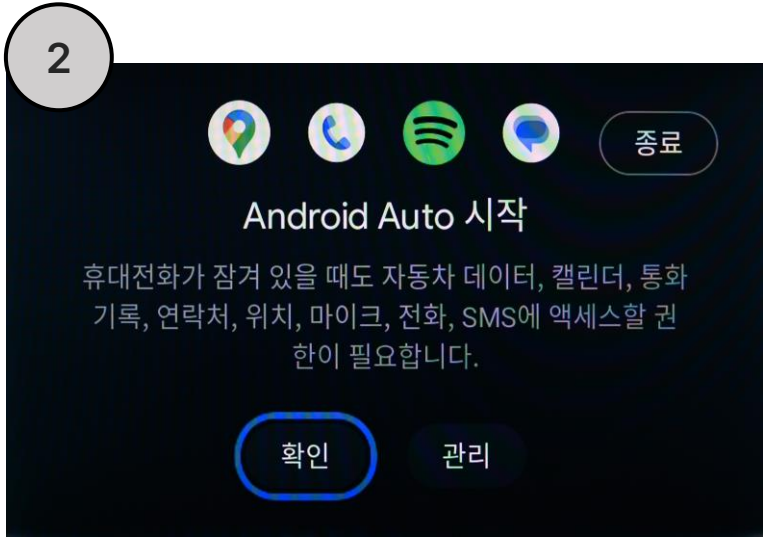 2
종료
Android Auto 시작
휴대전화가 잠겨 있을 때도 자동차 데이터, 캘린더, 통화
기록, 연락처, 위치, 마이크, 전화, SMS에 액세스할 권
한이 필요합니다.
확인
관리